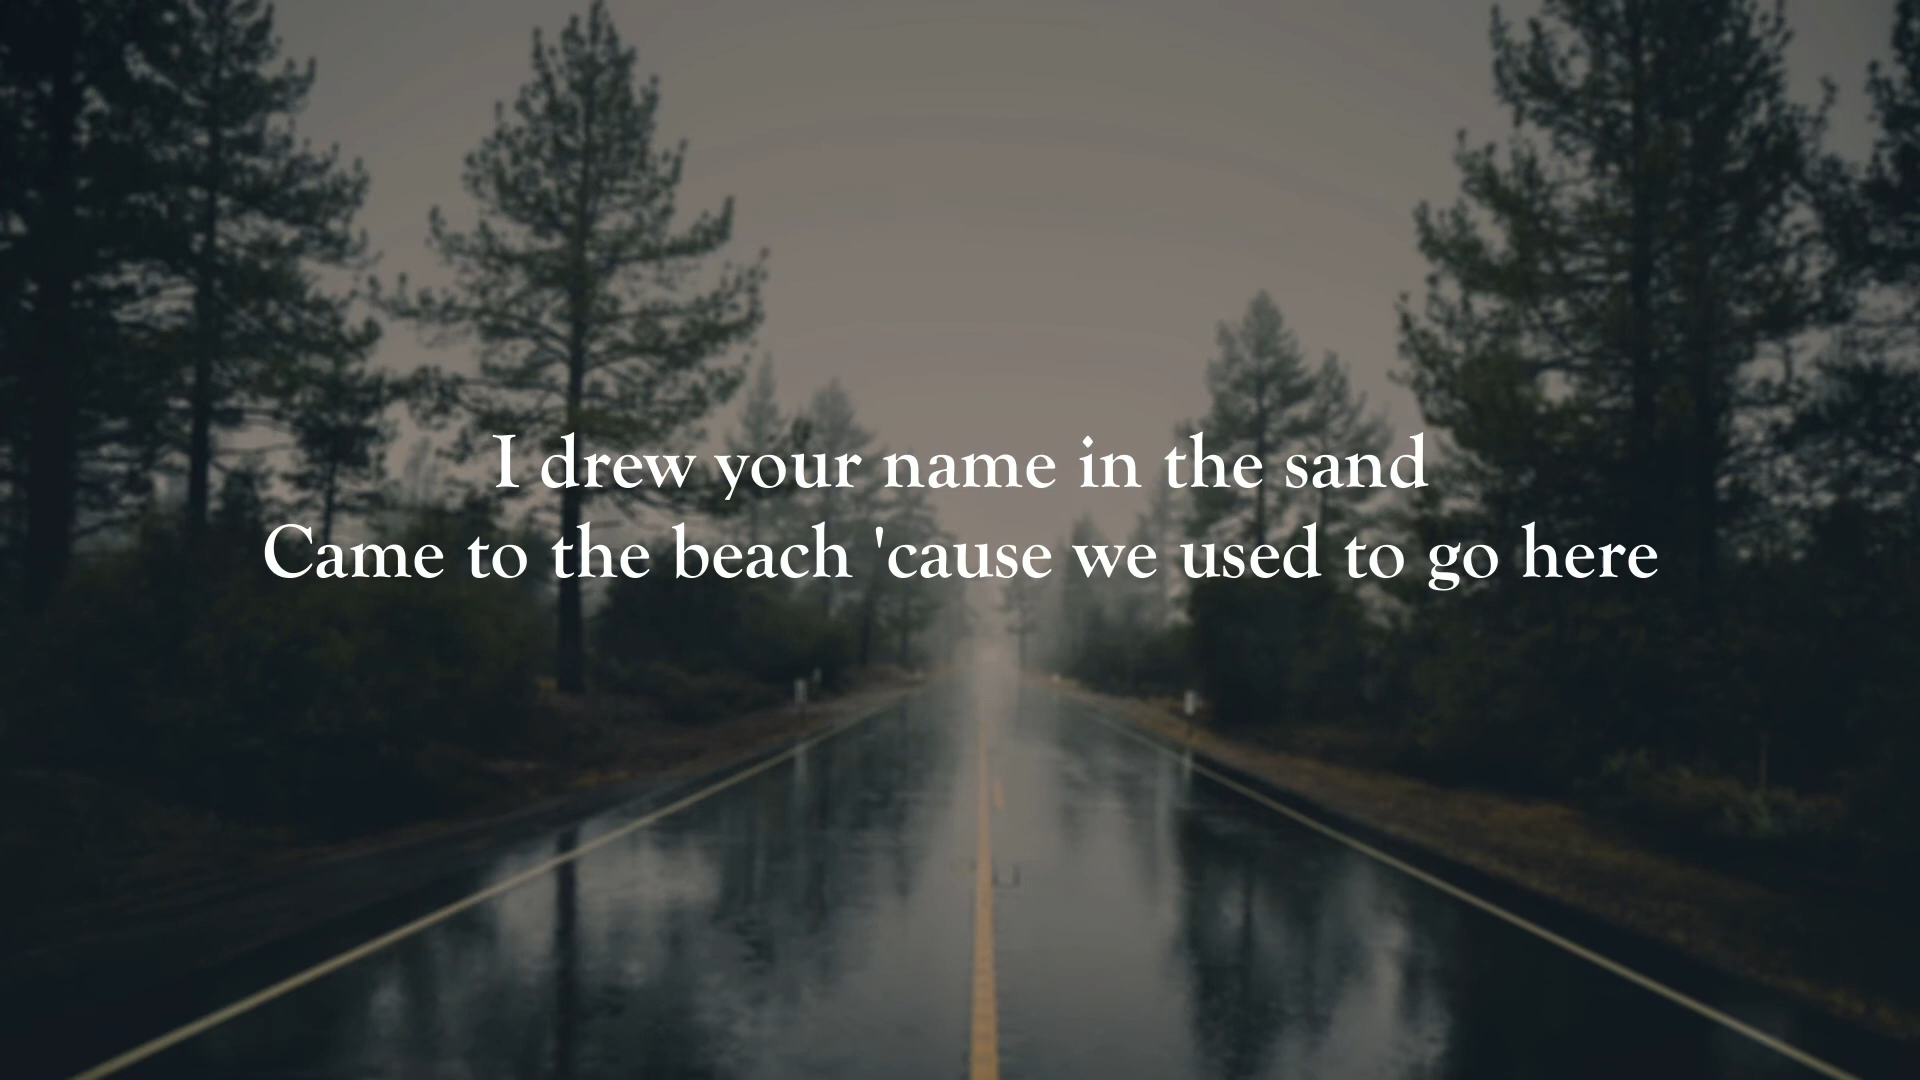 I drew your name in the sand
Came to the beach 'cause we used to go here